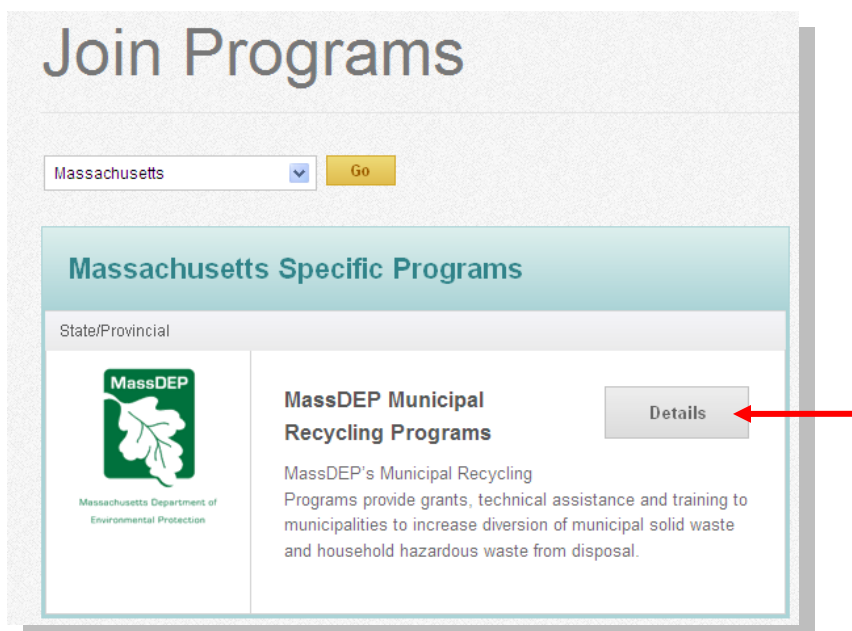 Join Programs
Massachusetts
Go
Massachusetts Specific Programs
State/Provincial
MassDEP
Massachusetts Department of
Environmental Protection
MassDEP Municipal
Recycling Programs
Details
MassDEP's Municipal Recycling
Programs provide grants, technical assistance and training to
municipalities to increase diversion of municipal solid waste
and household hazardous waste from disposal.